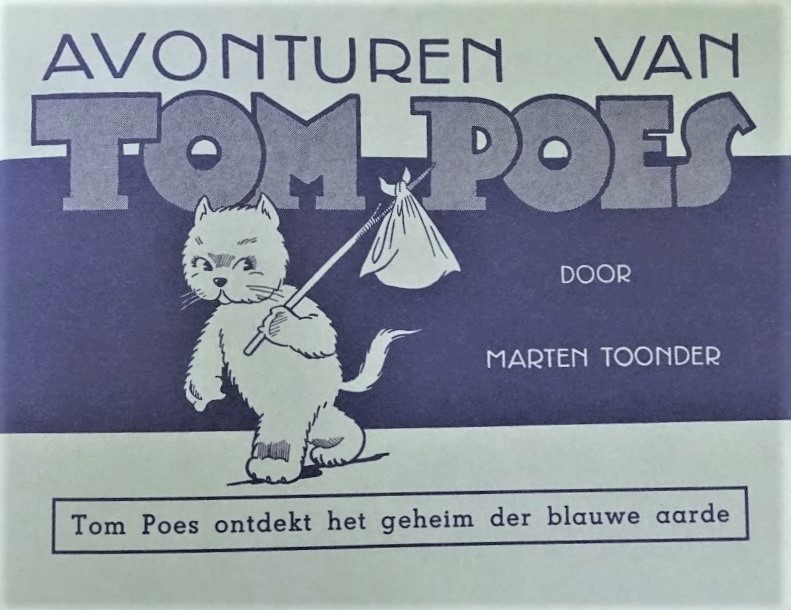 AVONTUREN VAN
TOM POES
DOOR
MARTEN TOONDER
Tom Poes ontdekt het geheim der blauwe aarde